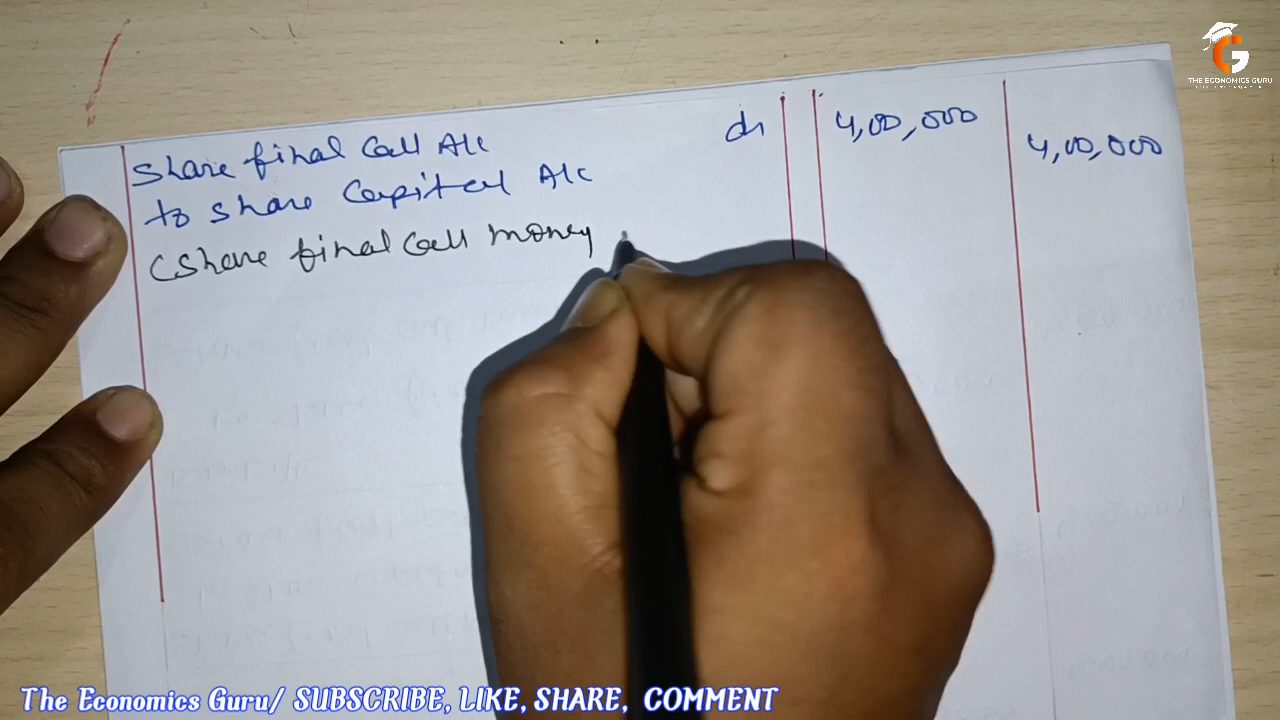 THE ECONOMICS GURU
Share final Call A/c dr 4,00,000
to share Capital A/c 4,00,000
(Share final Call money
The Economics Guru/ SUBSCRIBE, LIKE, SHARE, COMMENT